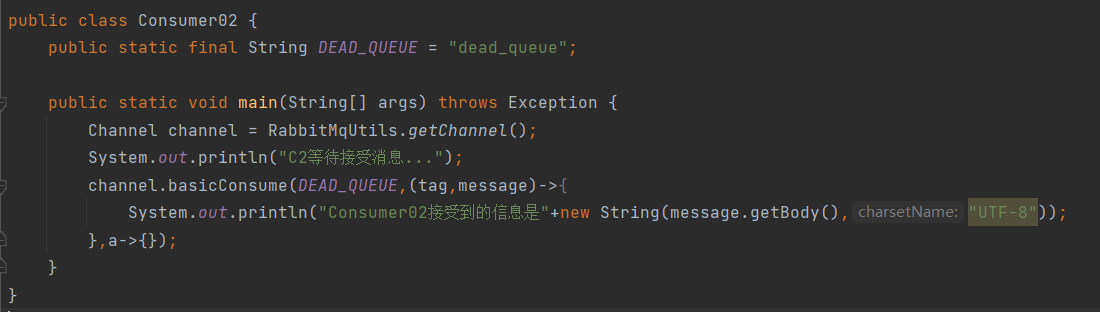 public class Consumer02 {
    public static final String DEAD_QUEUE = "dead_queue";

    public static void main(String[] args) throws Exception {
        Channel channel = RabbitMqUtils.getChannel();
        System.out.println("C2等待接受消息...");
        channel.basicConsume(DEAD_QUEUE,(tag,message)->{
            System.out.println("Consumer02接受到的信息是"+new String(message.getBody(), charsetName: "UTF-8"));
        },a->{});
    }
}